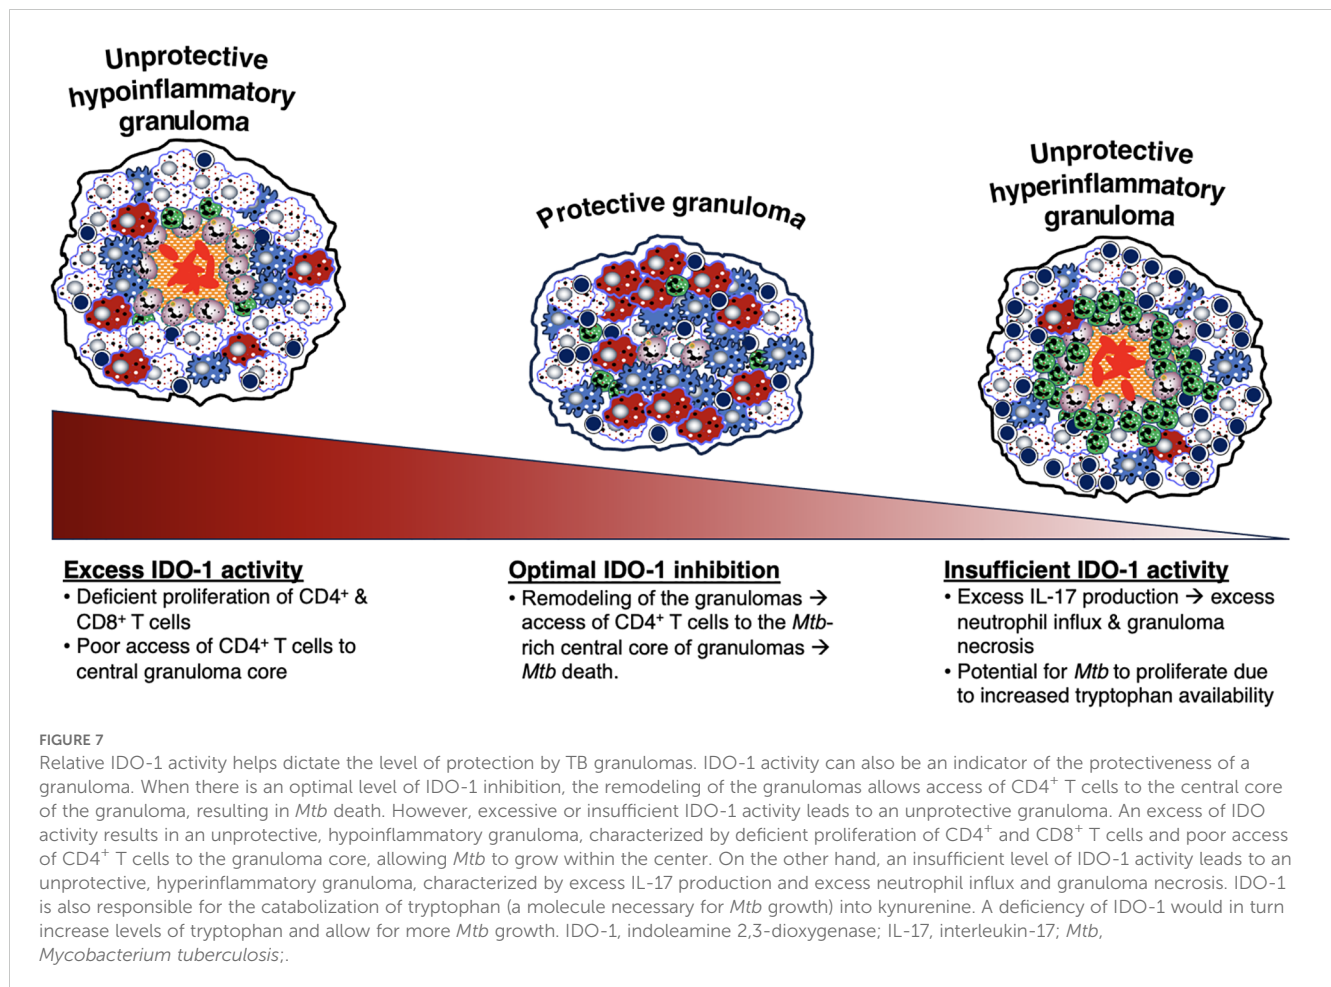 Unprotective
hypoinflammatory
granuloma
Protective granuloma
Unprotective
hyperinflammatory
granuloma
Excess IDO-1 activity
• Deficient proliferation of CD4⁺ &
CD8⁺ T cells
• Poor access of CD4⁺ T cells to
central granuloma core
Optimal IDO-1 inhibition
• Remodeling of the granulomas →
access of CD4⁺ T cells to the Mtb-
rich central core of granulomas →
Mtb death.
Insufficient IDO-1 activity
• Excess IL-17 production → excess
neutrophil influx & granuloma
necrosis
• Potential for Mtb to proliferate due
to increased tryptophan availability
FIGURE 7
Relative IDO-1 activity helps dictate the level of protection by TB granulomas. IDO-1 activity can also be an indicator of the protectiveness of a
granuloma. When there is an optimal level of IDO-1 inhibition, the remodeling of the granulomas allows access of CD4⁺ T cells to the central core
of the granuloma, resulting in Mtb death. However, excessive or insufficient IDO-1 activity leads to an unprotective granuloma. An excess of IDO
activity results in an unprotective, hypoinflammatory granuloma, characterized by deficient proliferation of CD4⁺ and CD8⁺ T cells and poor access
of CD4⁺ T cells to the granuloma core, allowing Mtb to grow within the center. On the other hand, an insufficient level of IDO-1 activity leads to an
unprotective, hyperinflammatory granuloma, characterized by excess IL-17 production and excess neutrophil influx and granuloma necrosis. IDO-1
is also responsible for the catabolization of tryptophan (a molecule necessary for Mtb growth) into kynurenine. A deficiency of IDO-1 would in turn
increase levels of tryptophan and allow for more Mtb growth. IDO-1, indoleamine 2,3-dioxygenase; IL-17, interleukin-17; Mtb,
Mycobacterium tuberculosis;.